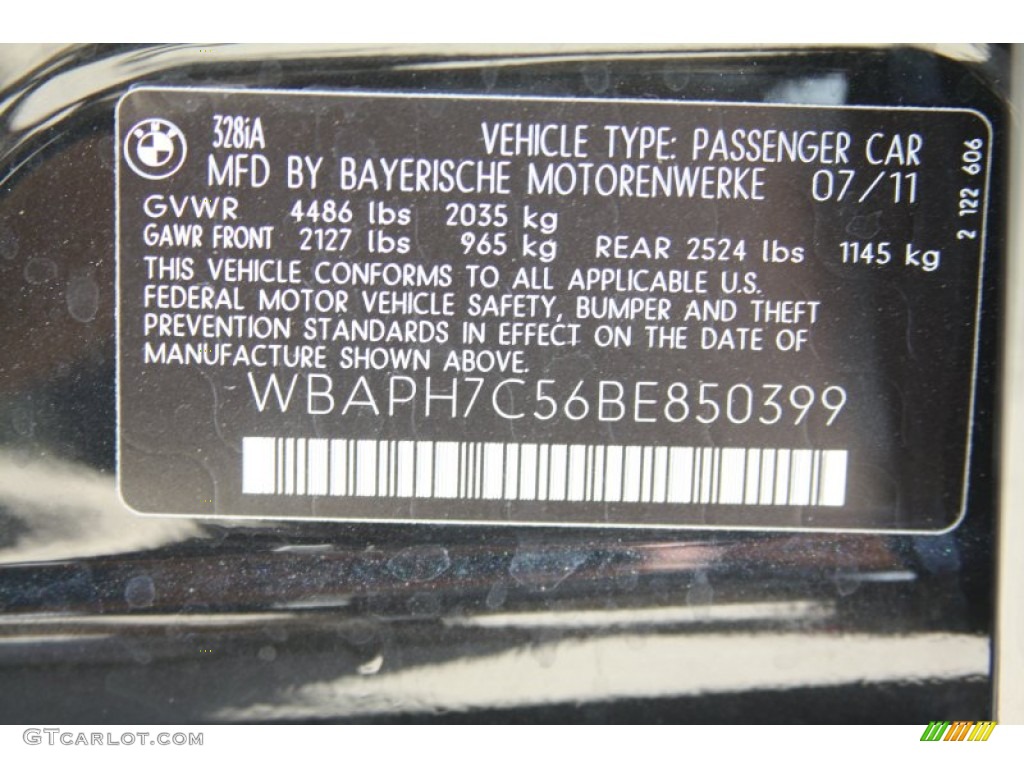 328iA
VEHICLE TYPE: PASSENGER CAR
MFD BY BAYERISCHE MOTORENWERKE 07/11
GVWR 4486 lbs 2035 kg
GAWR FRONT 2127 lbs 965 kg REAR 2524 lbs 1145 kg
THIS VEHICLE CONFORMS TO ALL APPLICABLE U.S.
FEDERAL MOTOR VEHICLE SAFETY, BUMPER AND THEFT
PREVENTION STANDARDS IN EFFECT ON THE DATE OF
MANUFACTURE SHOWN ABOVE.
WBAPH7C56BE850399
2 122 606
BMW
GTCARLOT.COM